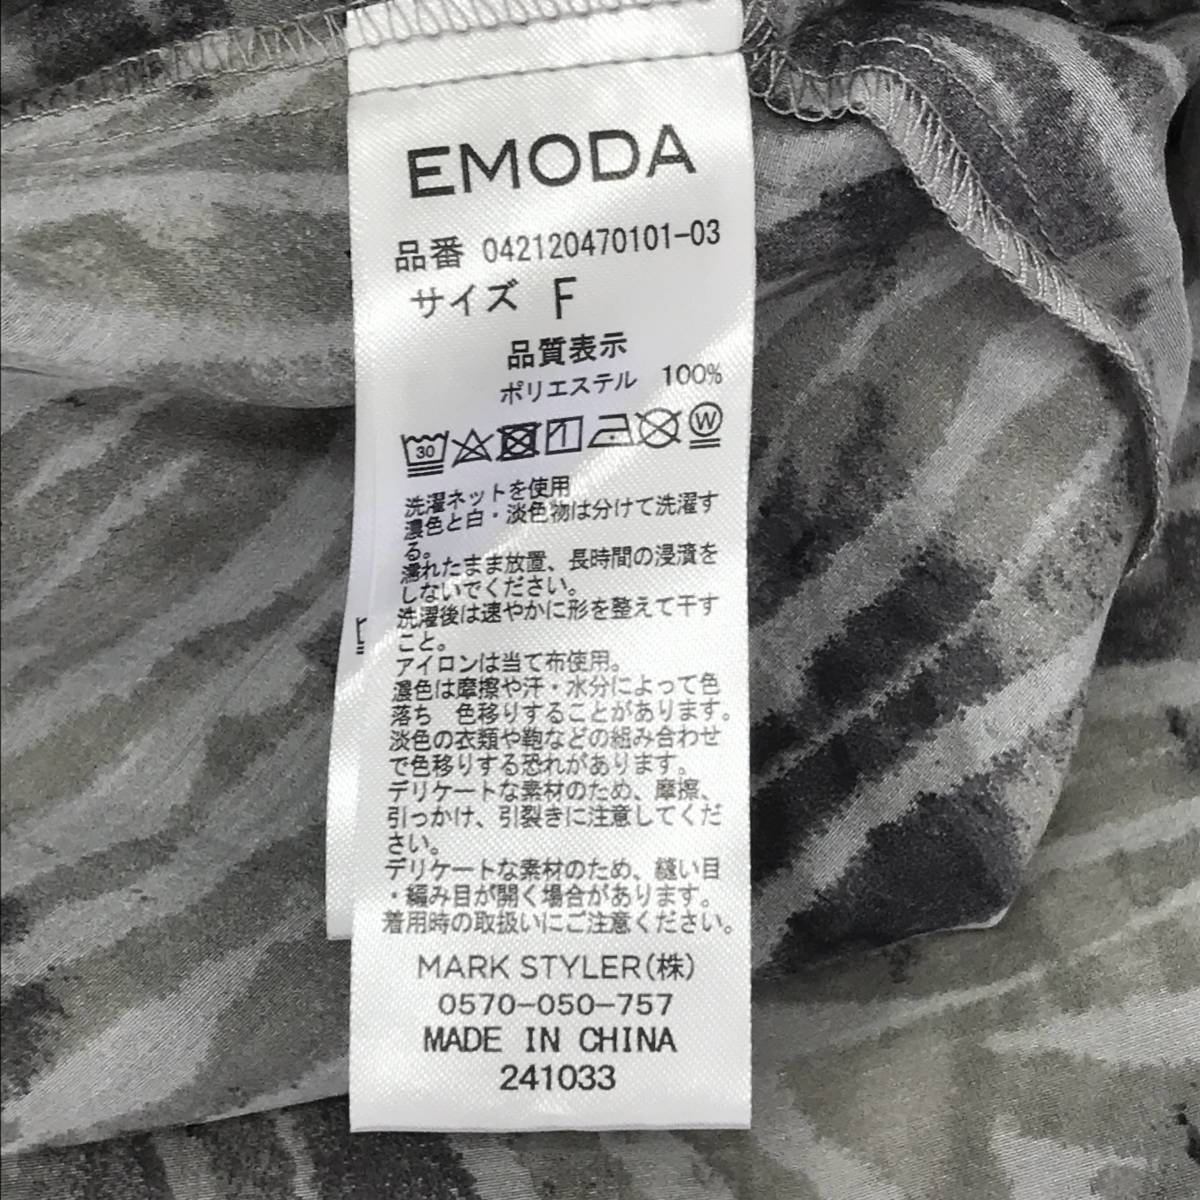 EMODA
品番 042120470101-03
サイズ F
品質表示
ポリエステル 100%
30
W
洗濯ネットを使用
濃色と白・淡色物は分けて洗濯す
る。
濡れたまま放置、長時間の浸漬を
しないでください。
洗濯後は速やかに形を整えて干す
こと。
アイロンは当て布使用。
濃色は摩擦や汗・水分によって色
落ち 色移りすることがあります。
淡色の衣類や鞄などの組み合わせ
で色移りする恐れがあります。
デリケートな素材のため、摩擦、
引っかけ、引裂きに注意してくだ
さい。
デリケートな素材のため、縫い目
・編み目が開く場合があります。
着用時の取扱いにご注意ください。
MARK STYLER(株)
0570-050-757
MADE IN CHINA
241033